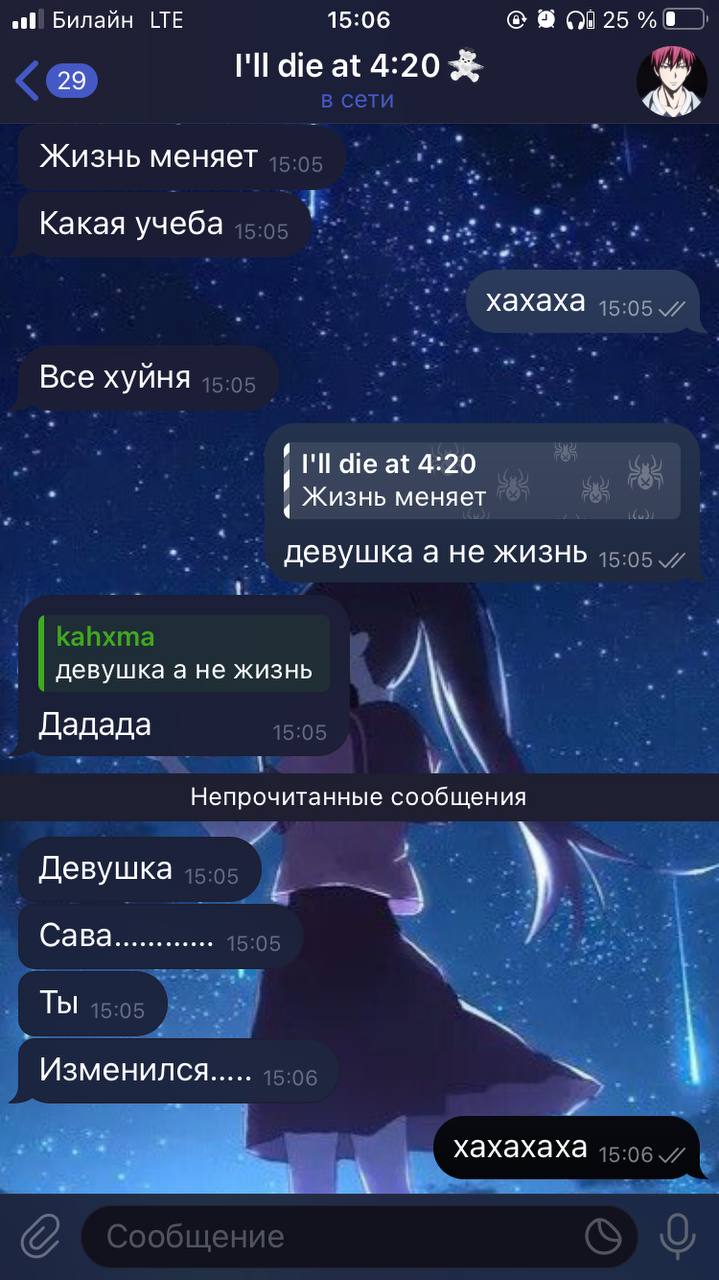 Билайн LTE 15:06 25 %
29 I'll die at 4:20
в сети
Жизнь меняет 15:05
Какая учеба 15:05
хахаха 15:05
Все хуйня 15:05
I'll die at 4:20
Жизнь меняет
девушка а не жизнь 15:05
kahxma
девушка а не жизнь
Дадада 15:05
Непрочитанные сообщения
Девушка 15:05
Сава............ 15:05
Ты 15:05
Изменился..... 15:06
хахахаха 15:06
Сообщение